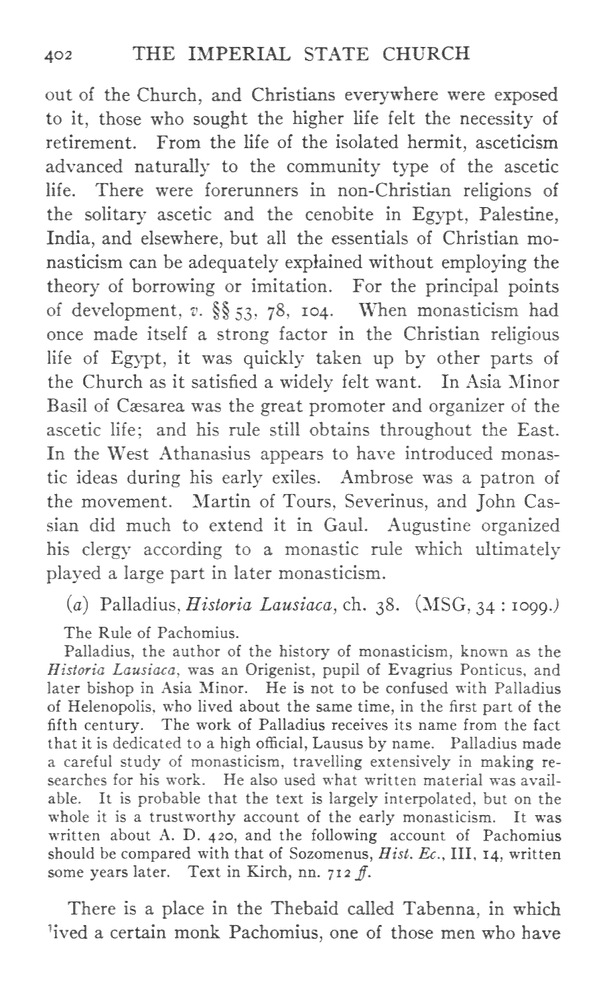 402 THE IMPERIAL STATE CHURCH
out of the Church, and Christians everywhere were exposed
to it, those who sought the higher life felt the necessity of
retirement. From the life of the isolated hermit, asceticism
advanced naturally to the community type of the ascetic
life. There were forerunners in non-Christian religions of
the solitary ascetic and the cenobite in Egypt, Palestine,
India, and elsewhere, but all the essentials of Christian mo-
nasticism can be adequately explained without employing the
theory of borrowing or imitation. For the principal points
of development, v. §§ 53, 78, 104. When monasticism had
once made itself a strong factor in the Christian religious
life of Egypt, it was quickly taken up by other parts of
the Church as it satisfied a widely felt want. In Asia Minor
Basil of Cæsarea was the great promoter and organizer of the
ascetic life; and his rule still obtains throughout the East.
In the West Athanasius appears to have introduced monas-
tic ideas during his early exiles. Ambrose was a patron of
the movement. Martin of Tours, Severinus, and John Cas-
sian did much to extend it in Gaul. Augustine organized
his clergy according to a monastic rule which ultimately
played a large part in later monasticism.
(a) Palladius, Historia Lausiaca, ch. 38. (MSG, 34 : 1099.)
The Rule of Pachomius.
Palladius, the author of the history of monasticism, known as the
Historia Lausiaca, was an Origenist, pupil of Evagrius Ponticus, and
later bishop in Asia Minor. He is not to be confused with Palladius
of Helenopolis, who lived about the same time, in the first part of the
fifth century. The work of Palladius receives its name from the fact
that it is dedicated to a high official, Lausus by name. Palladius made
a careful study of monasticism, travelling extensively in making re-
searches for his work. He also used what written material was avail-
able. It is probable that the text is largely interpolated, but on the
whole it is a trustworthy account of the early monasticism. It was
written about A. D. 420, and the following account of Pachomius
should be compared with that of Sozomenus, Hist. Ec., III, 14, written
some years later. Text in Kirch, nn. 712 ff.
There is a place in the Thebaid called Tabenna, in which
lived a certain monk Pachomius, one of those men who have